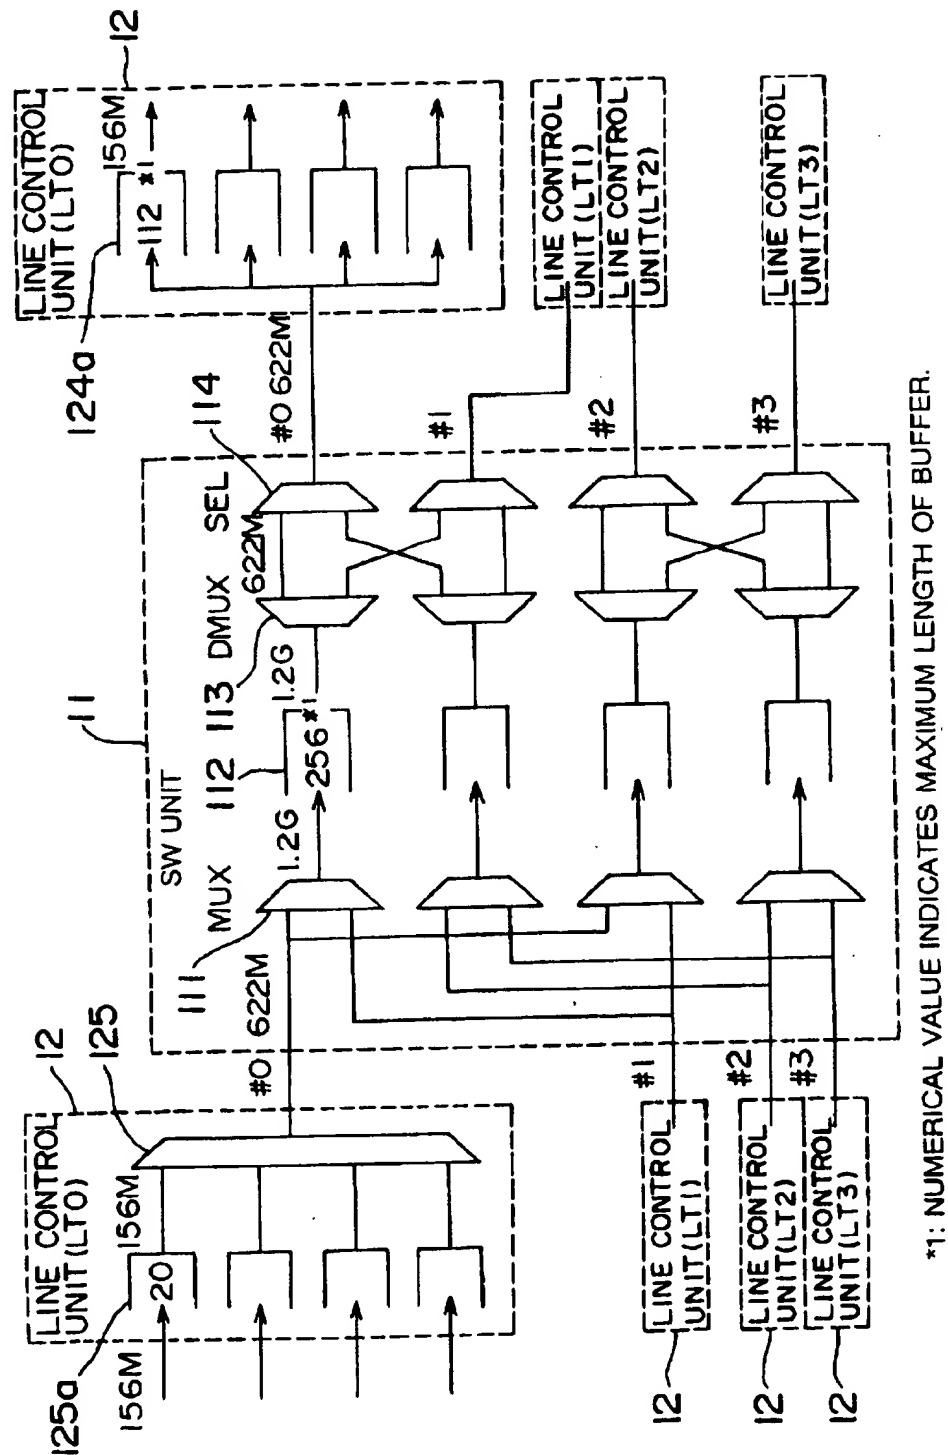 LINE CONTROL
UNIT(LT0)
12
125
125a
156M
20
156M
#0 622M
111
MUX
SW UNIT
11
1.2G
112
256 *1
1.2G
113
DMUX
622M
SEL
114
#0 622M
124a
LINE CONTROL
UNIT(LT0)
112 *1
156M
12
#1
#2
#3
LINE CONTROL
UNIT(LT1)
LINE CONTROL
UNIT(LT2)
LINE CONTROL
UNIT(LT3)
12
LINE CONTROL
UNIT(LT1)
#1
12
LINE CONTROL
UNIT(LT2)
#2
12
LINE CONTROL
UNIT(LT3)
#3
*1: NUMERICAL VALUE INDICATES MAXIMUM LENGTH OF BUFFER.